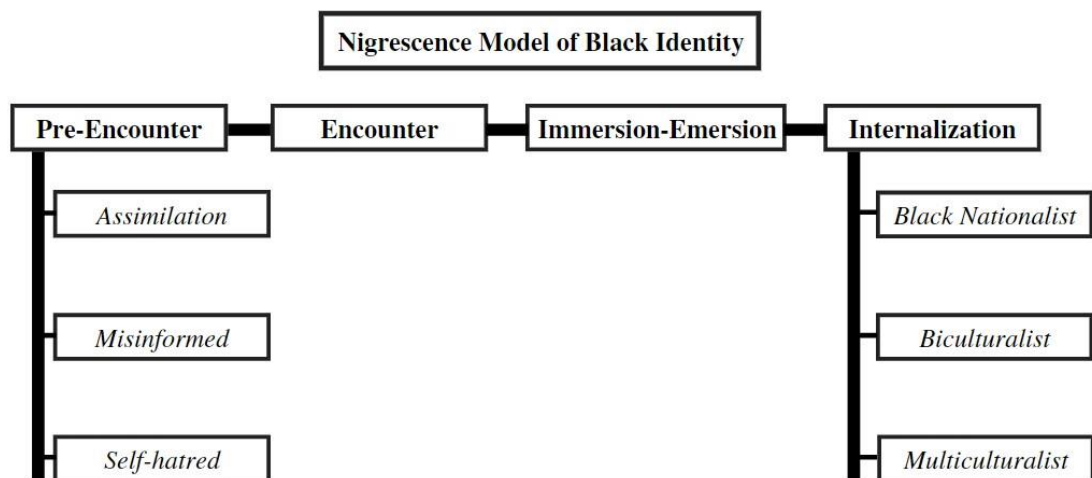 Nigrescence Model of Black Identity
Pre-Encounter Encounter Immersion-Emersion Internalization
Assimilation Black Nationalist
Misinformed Biculturalist
Self-hatred Multiculturalist